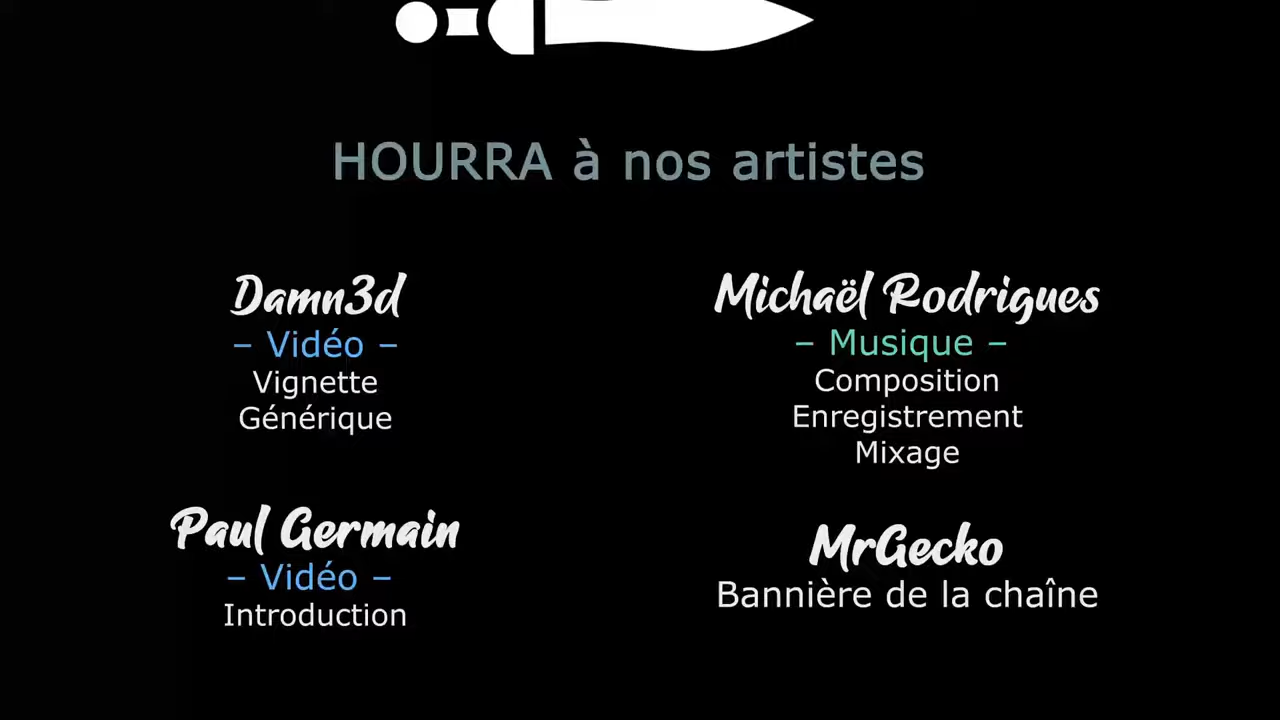 HOURRA à nos artistes
Damn3d
– Vidéo –
Vignette
Générique
Michaël Rodrigues
– Musique –
Composition
Enregistrement
Mixage
Paul Germain
– Vidéo –
Introduction
MrGecko
Bannière de la chaîne